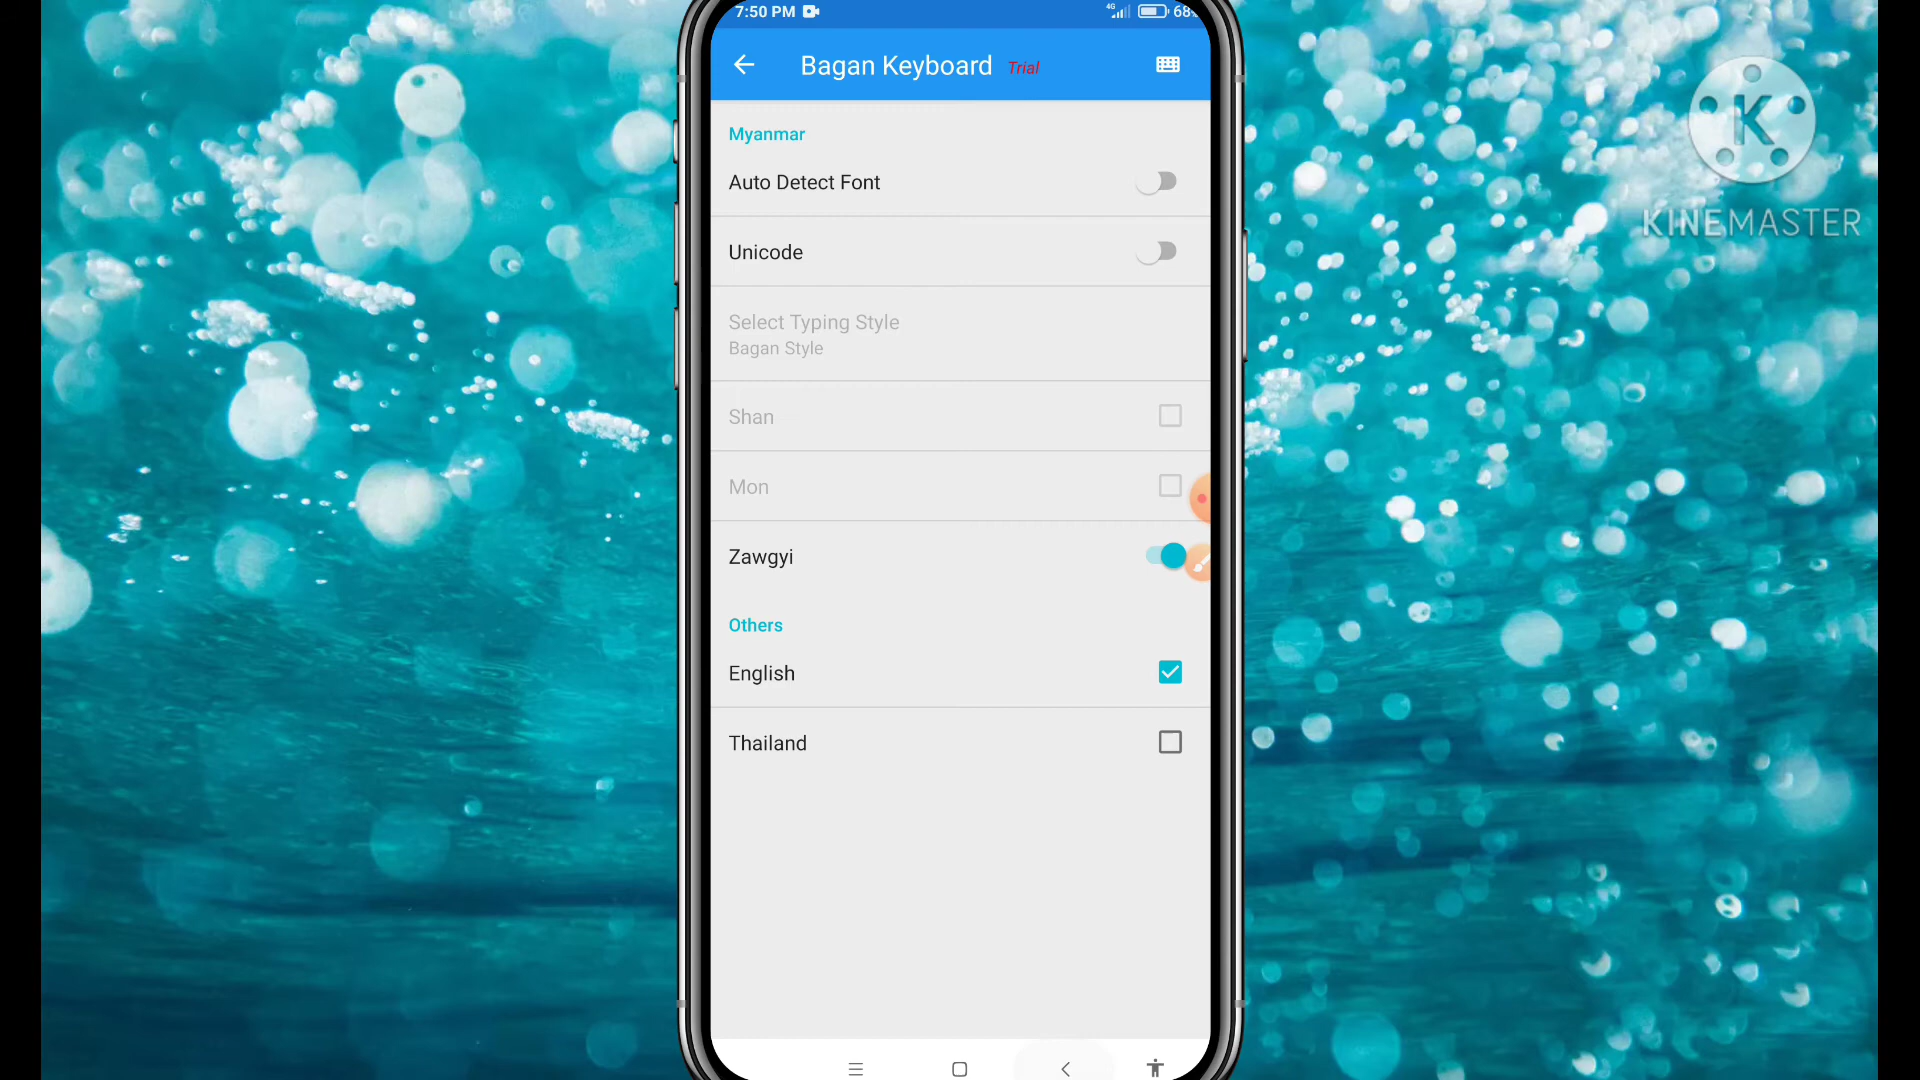 7:50 PM 4G 68%
Bagan Keyboard Trial
Myanmar
Auto Detect Font
Unicode
Select Typing Style
Bagan Style
Shan
Mon
Zawgyi
Others
English
Thailand
K
KINEMASTER